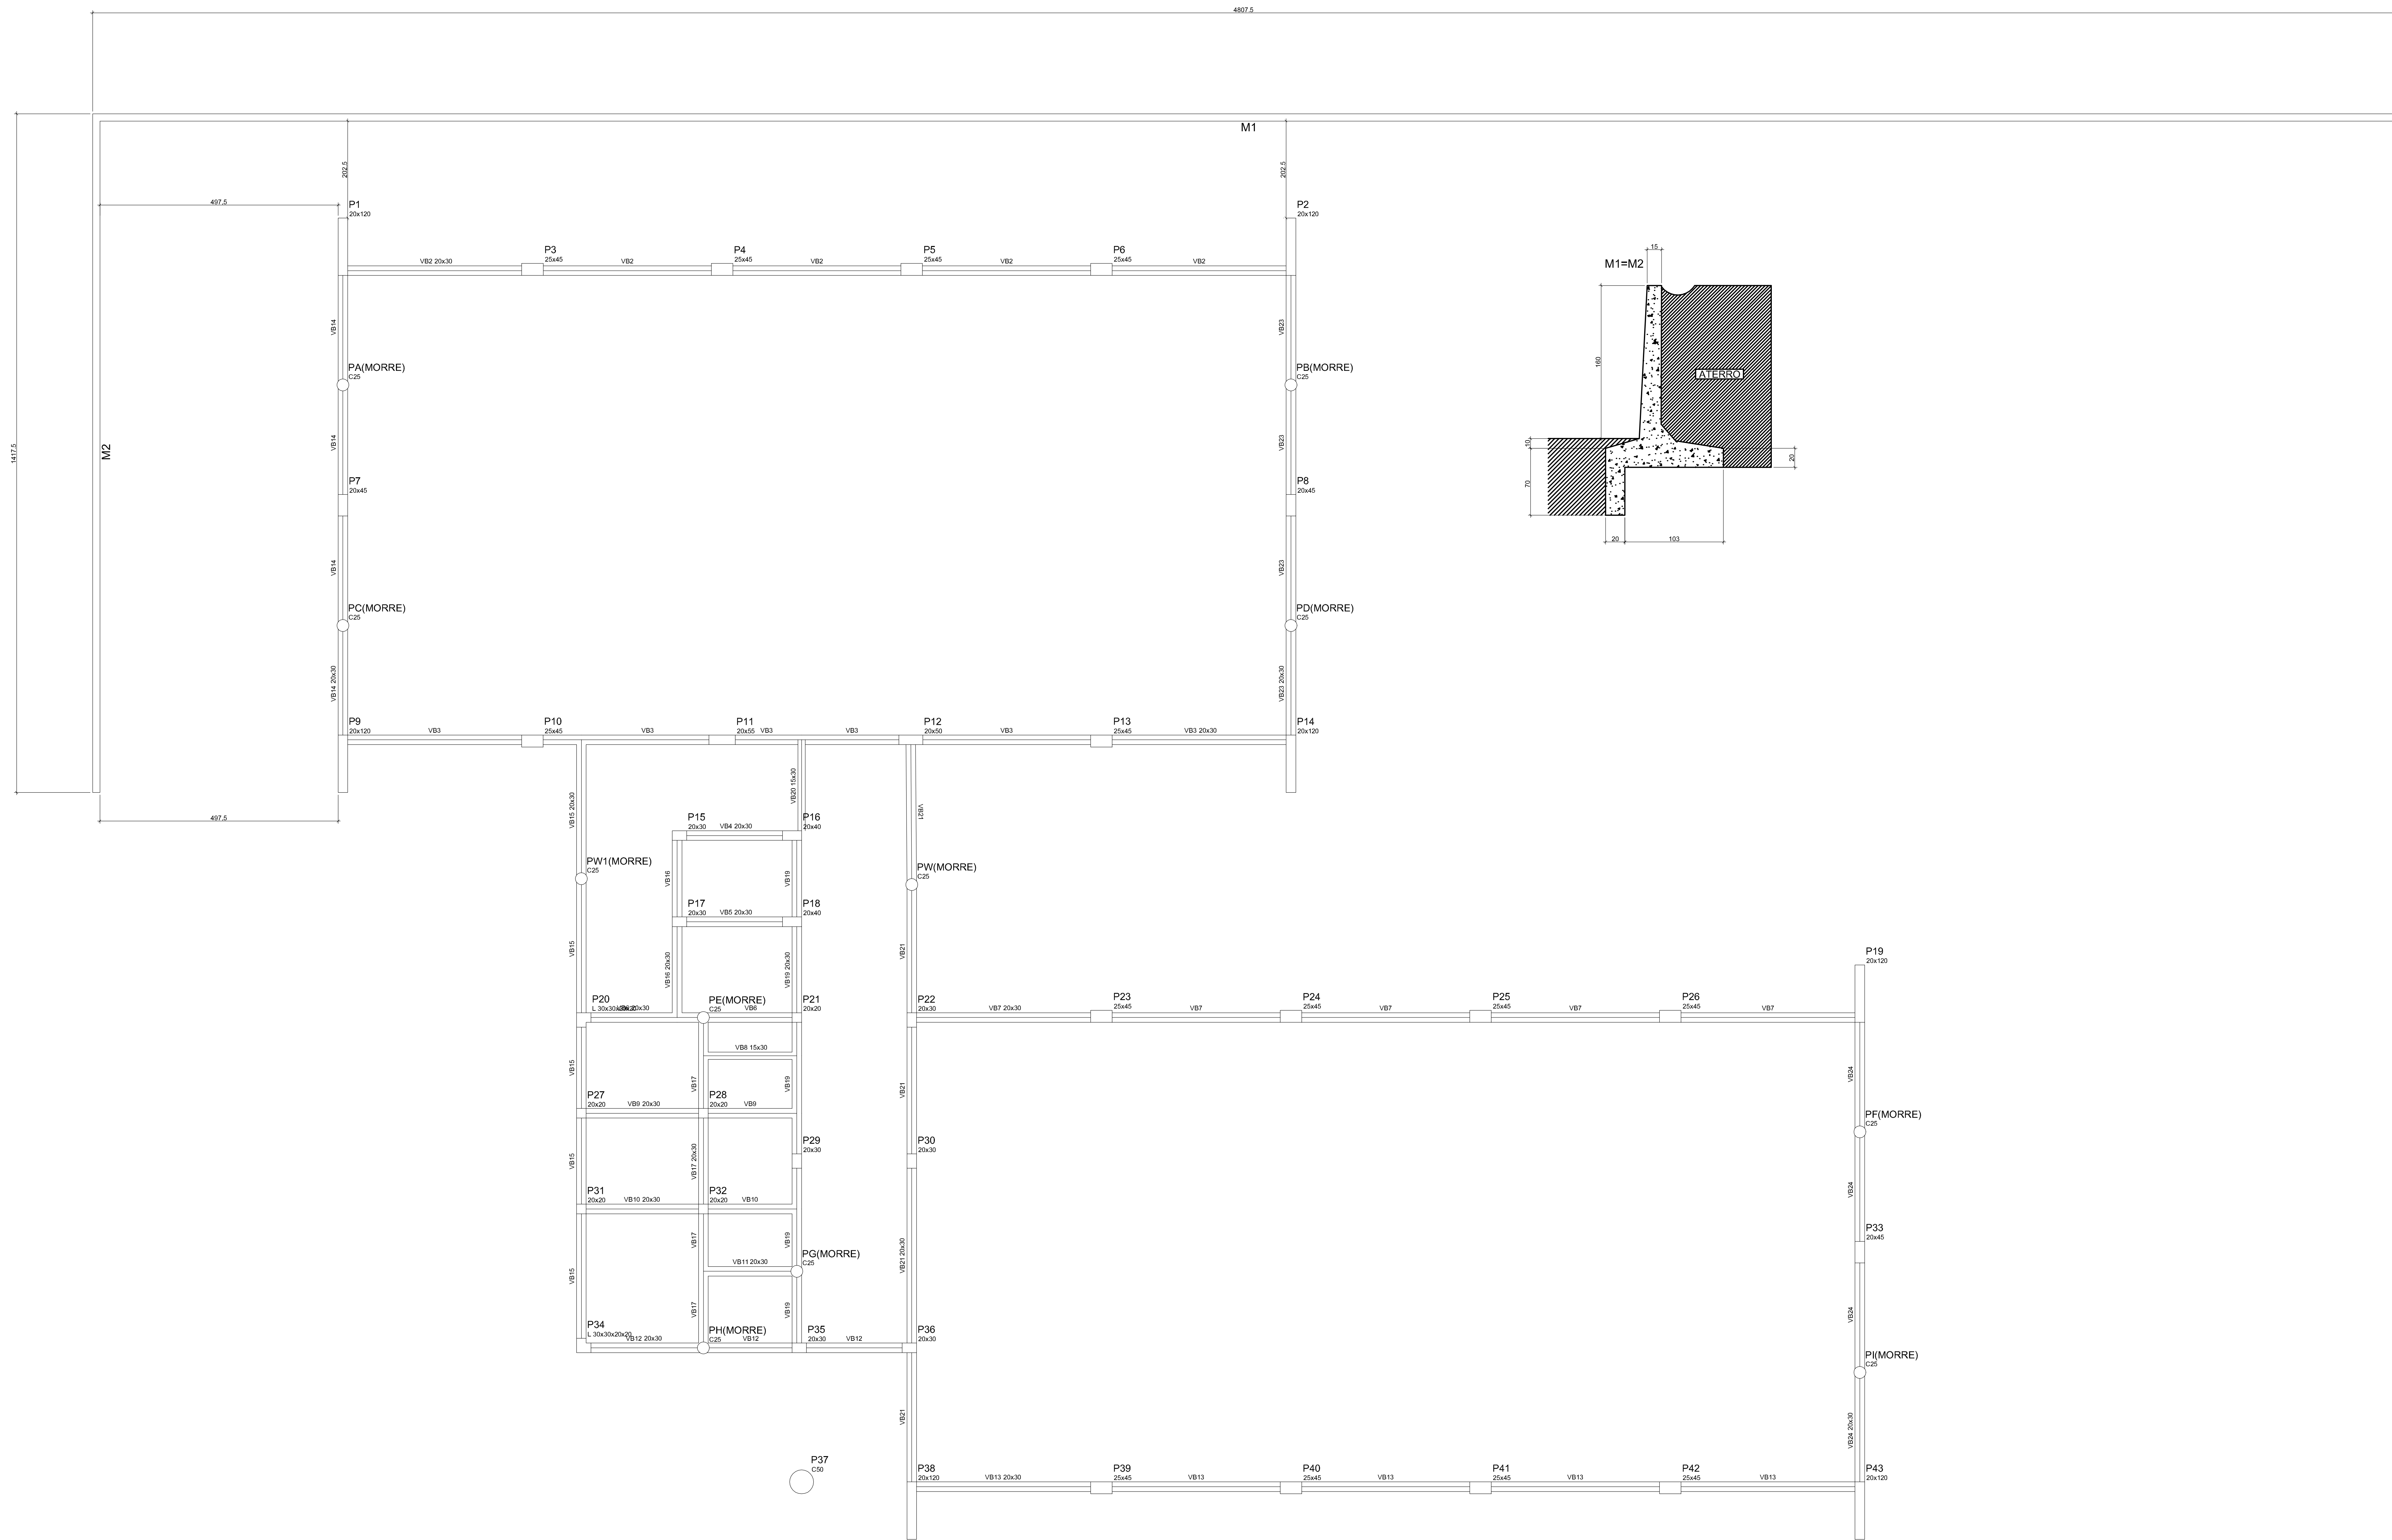 4807.5
M1
1417.5
M2
497.5
202.5
202.5
P1
20x120
P2
20x120
VB2 20x30
P3
25x45
VB2
P4
25x45
VB2
P5
25x45
VB2
P6
25x45
VB2
VB14
VB23
PA(MORRE)
C25
PB(MORRE)
C25
VB14
VB23
P7
20x45
P8
20x45
VB14
VB23
PC(MORRE)
C25
PD(MORRE)
C25
VB14 20x30
VB23 20x30
M1=M2
15
160
ATERRO
10
70
20
20
103
P9
20x120
VB3
P10
25x45
VB3
P11
20x55
VB3
VB3
P12
20x50
VB3
P13
25x45
VB3 20x30
P14
20x120
497.5
VB15 20x30
VB20 15x30
VB21
P15
20x30
VB4 20x30
P16
20x40
PW1(MORRE)
C25
VB16
VB19
PW(MORRE)
C25
P17
20x30
VB5 20x30
P18
20x40
VB15
VB16 20x30
VB19 20x30
VB21
P19
20x120
P20
L 30x30x20x20
VB6 20x30
PE(MORRE)
C25
VB6
P21
20x20
P22
20x30
VB7 20x30
P23
25x45
VB7
P24
25x45
VB7
P25
25x45
VB7
P26
25x45
VB7
VB8 15x30
VB15
VB17
VB19
VB21
VB24
P27
20x20
VB9 20x30
P28
20x20
VB9
PF(MORRE)
C25
P29
20x30
P30
20x30
VB15
VB17 20x30
VB24
P31
20x20
VB10 20x30
P32
20x20
VB10
P33
20x45
VB17
VB19
VB21 20x30
PG(MORRE)
C25
VB11 20x30
VB15
VB17
VB19
VB24
P34
L 30x30x20x20
VB12 20x30
PH(MORRE)
C25
VB12
P35
20x30
VB12
P36
20x30
PI(MORRE)
C25
VB21
VB24 20x30
P37
C50
P38
20x120
VB13 20x30
P39
25x45
VB13
P40
25x45
VB13
P41
25x45
VB13
P42
25x45
VB13
P43
20x120